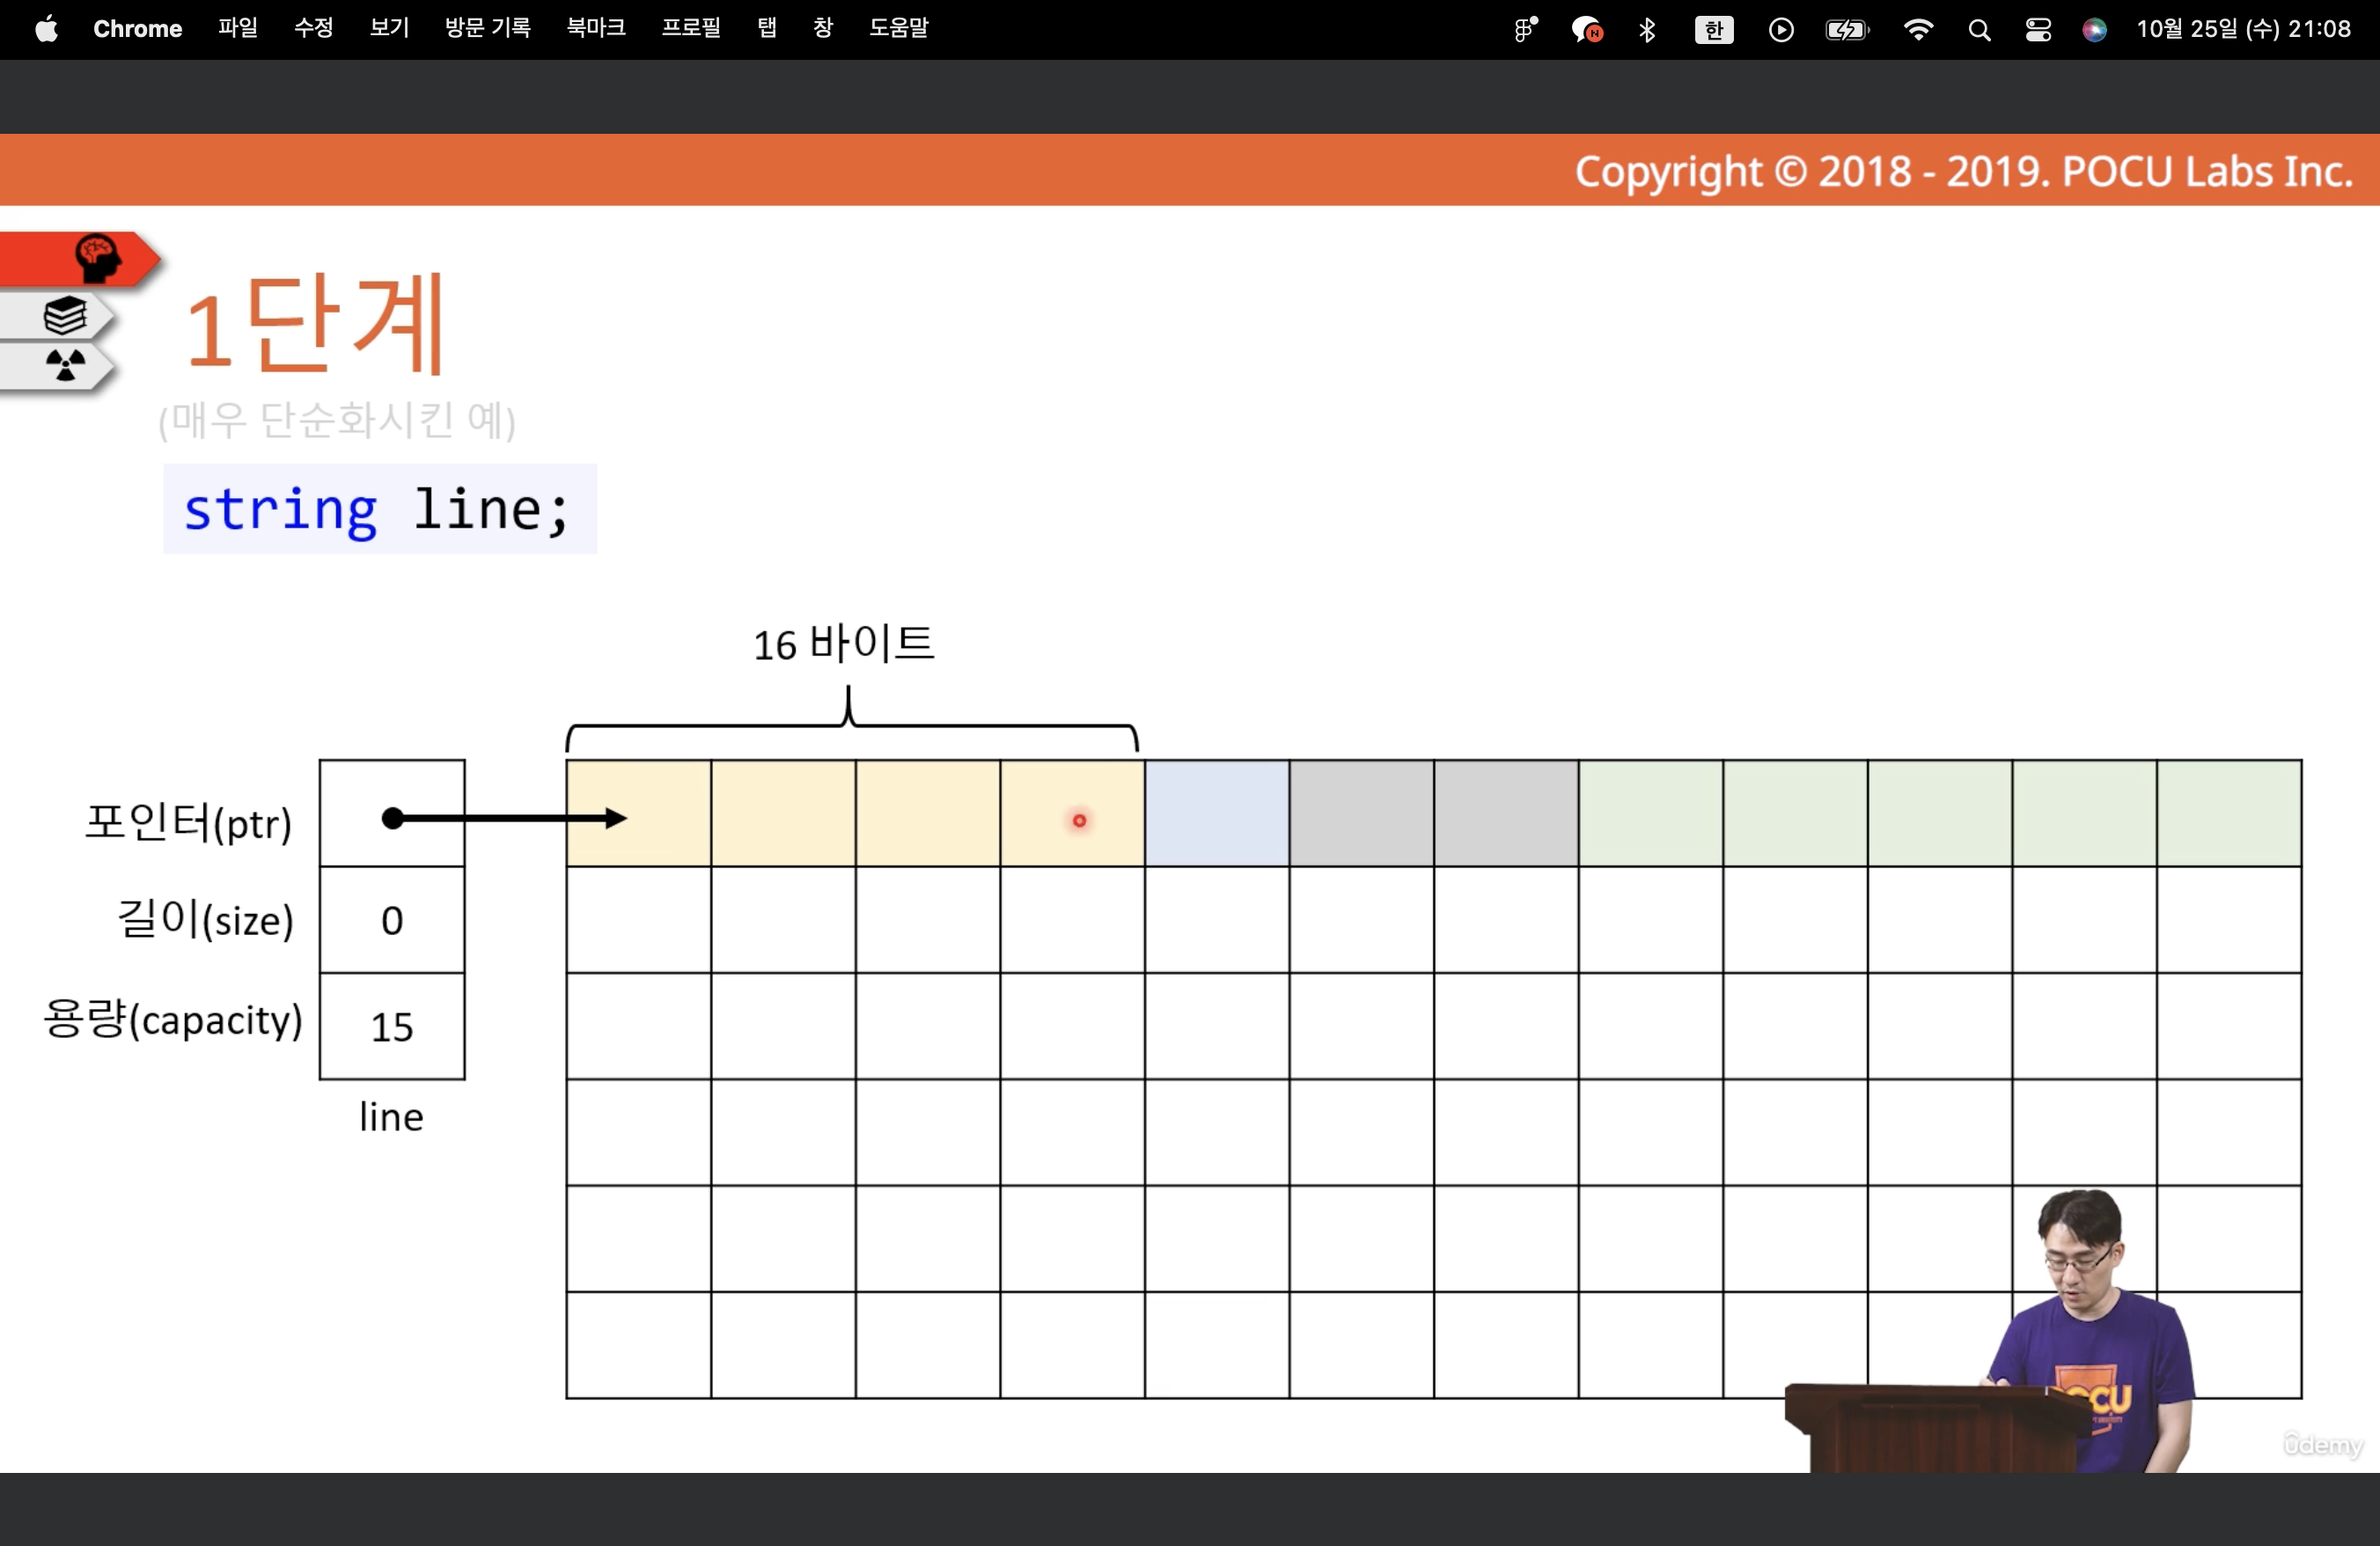 Chrome 파일 수정 보기 방문 기록 북마크 프로필 탭 창 도움말 N 한 10월 25일 (수) 21:08
Copyright © 2018 - 2019. POCU Labs Inc.
1단계
(매우 단순화시킨 예)
string line;
16 바이트
포인터(ptr)
길이(size) 0
용량(capacity) 15
line
CU
udemy